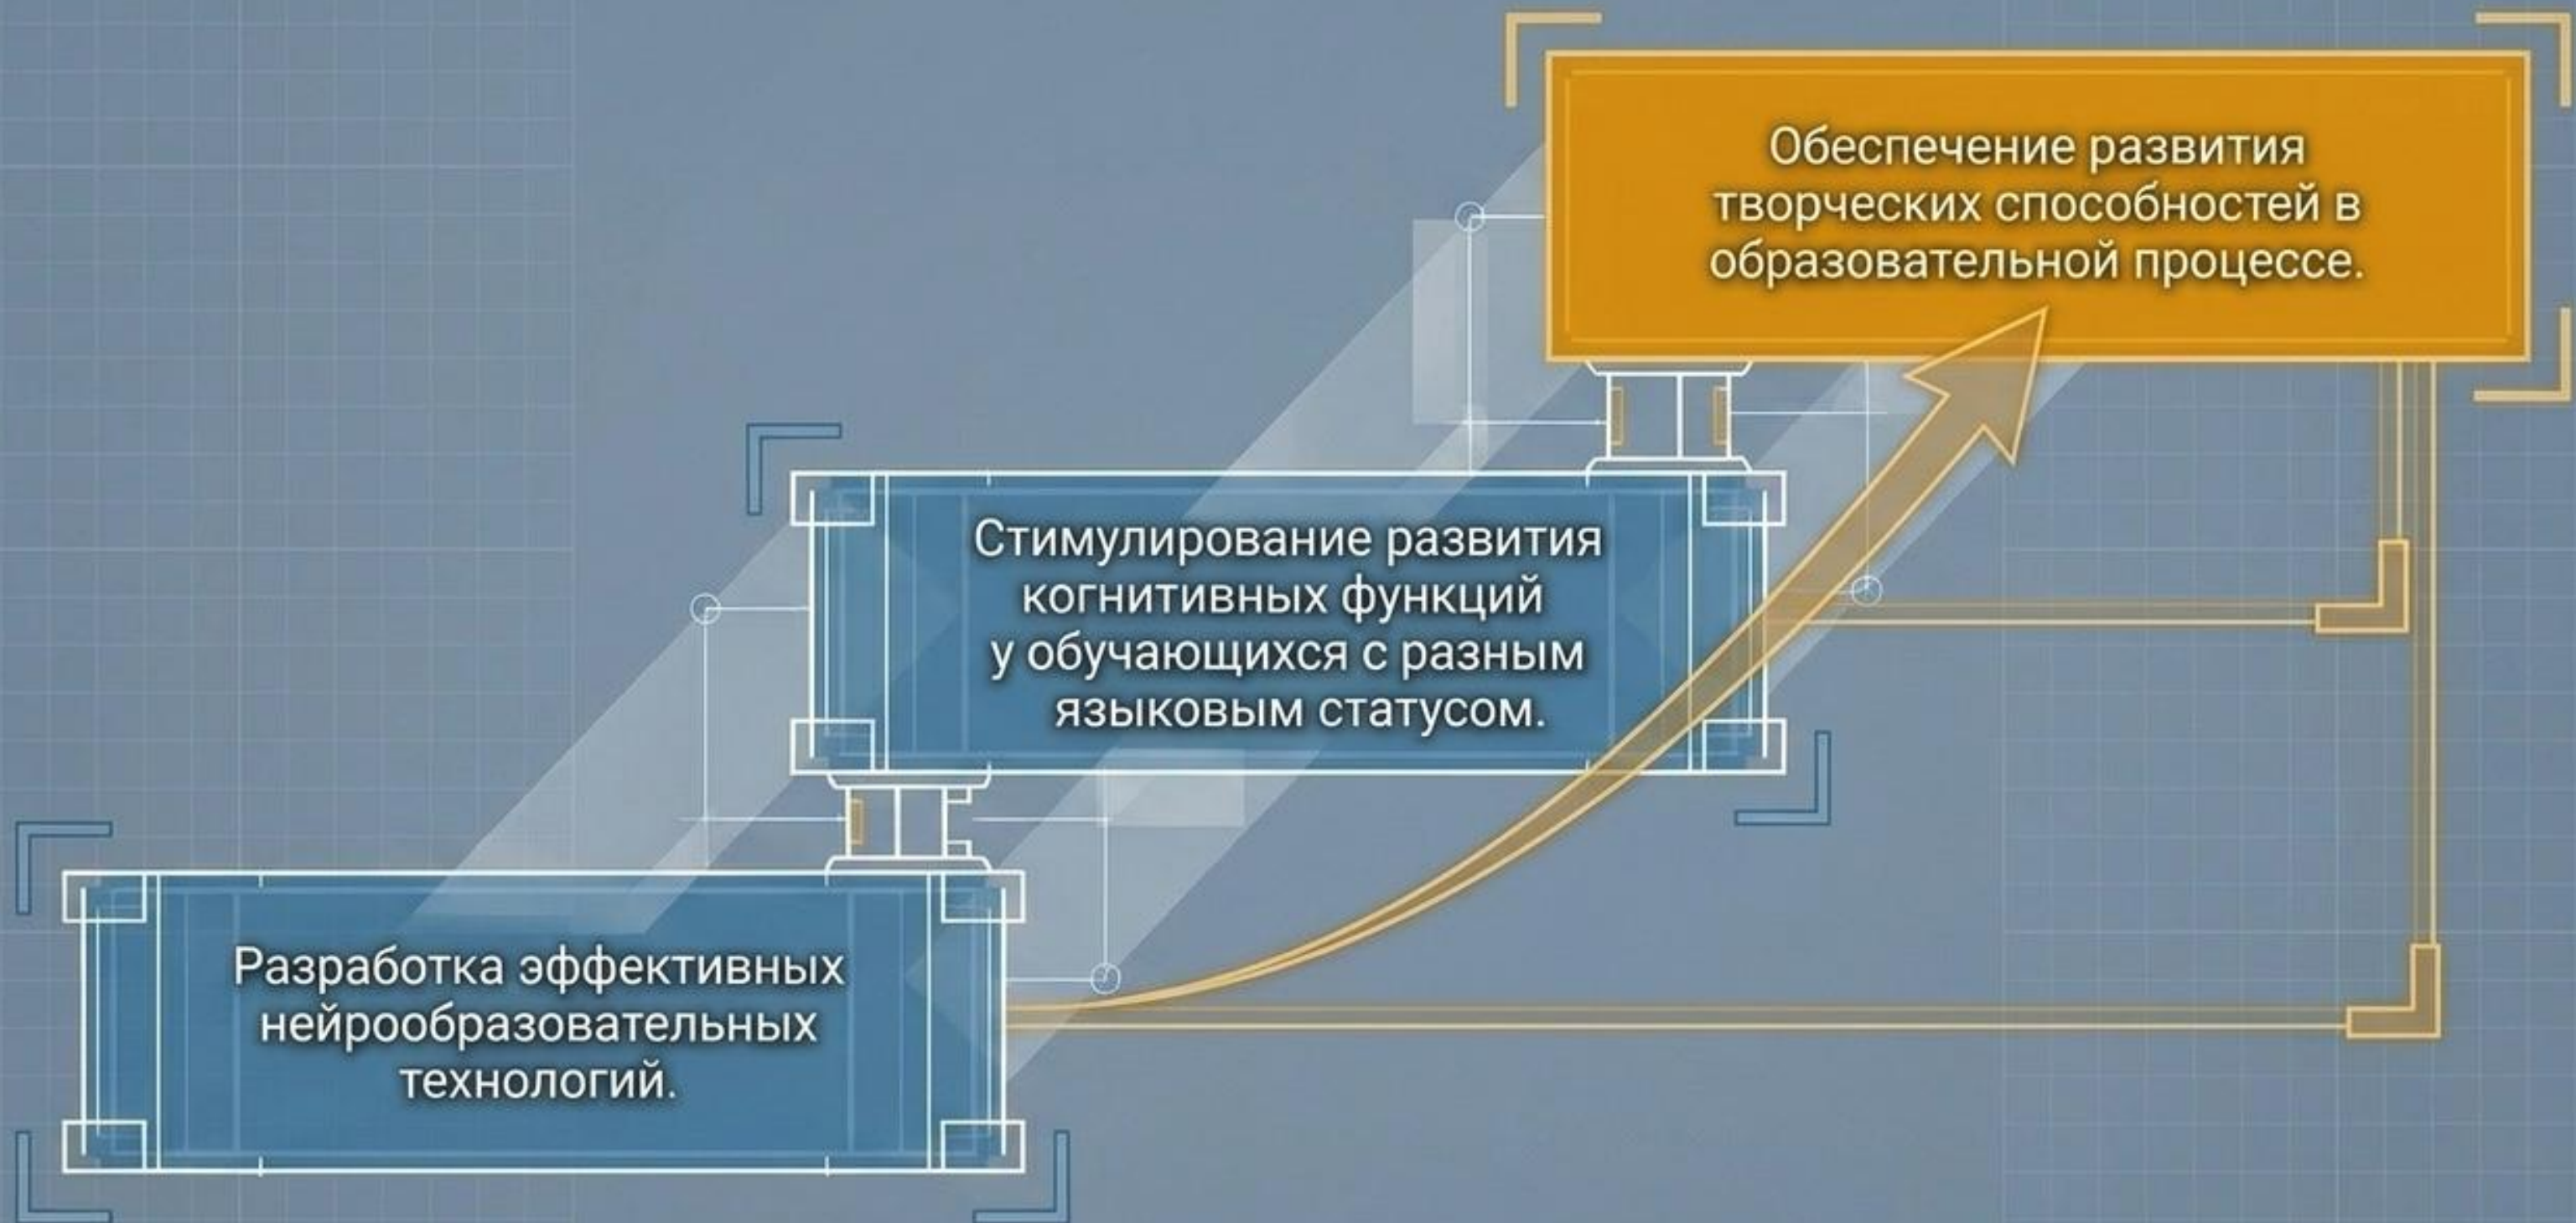 Обеспечение развития
творческих способностей в
образовательной процессе.
Стимулирование развития
когнитивных функций
у обучающихся с разным
языковым статусом.
Разработка эффективных
нейрообразовательных
технологий.